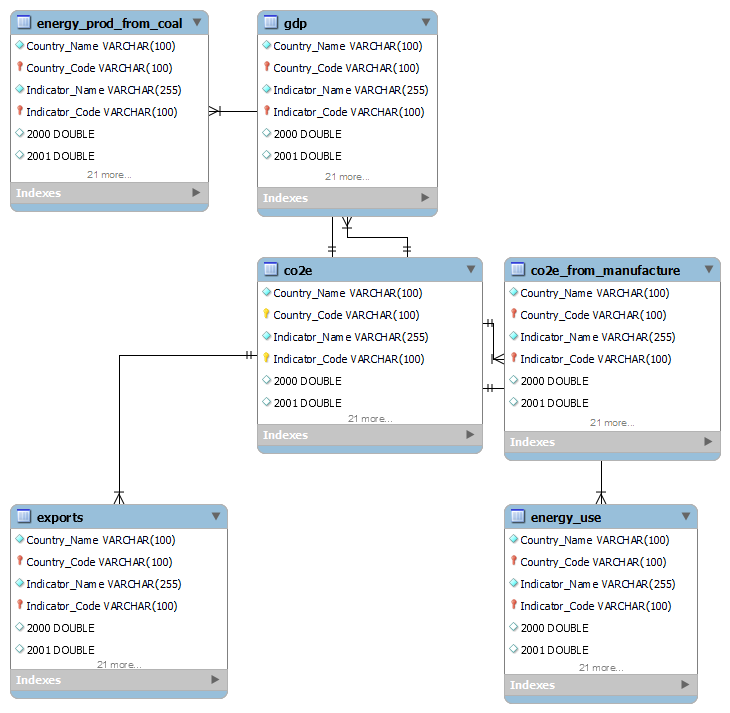 energy_prod_from_coal
Country_Name VARCHAR(100)
Country_Code VARCHAR(100)
Indicator_Name VARCHAR(255)
Indicator_Code VARCHAR(100)
2000 DOUBLE
2001 DOUBLE
21 more...
Indexes
gdp
Country_Name VARCHAR(100)
Country_Code VARCHAR(100)
Indicator_Name VARCHAR(255)
Indicator_Code VARCHAR(100)
2000 DOUBLE
2001 DOUBLE
21 more...
Indexes
co2e
Country_Name VARCHAR(100)
Country_Code VARCHAR(100)
Indicator_Name VARCHAR(255)
Indicator_Code VARCHAR(100)
2000 DOUBLE
2001 DOUBLE
21 more...
Indexes
co2e_from_manufacture
Country_Name VARCHAR(100)
Country_Code VARCHAR(100)
Indicator_Name VARCHAR(255)
Indicator_Code VARCHAR(100)
2000 DOUBLE
2001 DOUBLE
21 more...
Indexes
exports
Country_Name VARCHAR(100)
Country_Code VARCHAR(100)
Indicator_Name VARCHAR(255)
Indicator_Code VARCHAR(100)
2000 DOUBLE
2001 DOUBLE
21 more...
Indexes
energy_use
Country_Name VARCHAR(100)
Country_Code VARCHAR(100)
Indicator_Name VARCHAR(255)
Indicator_Code VARCHAR(100)
2000 DOUBLE
2001 DOUBLE
21 more...
Indexes